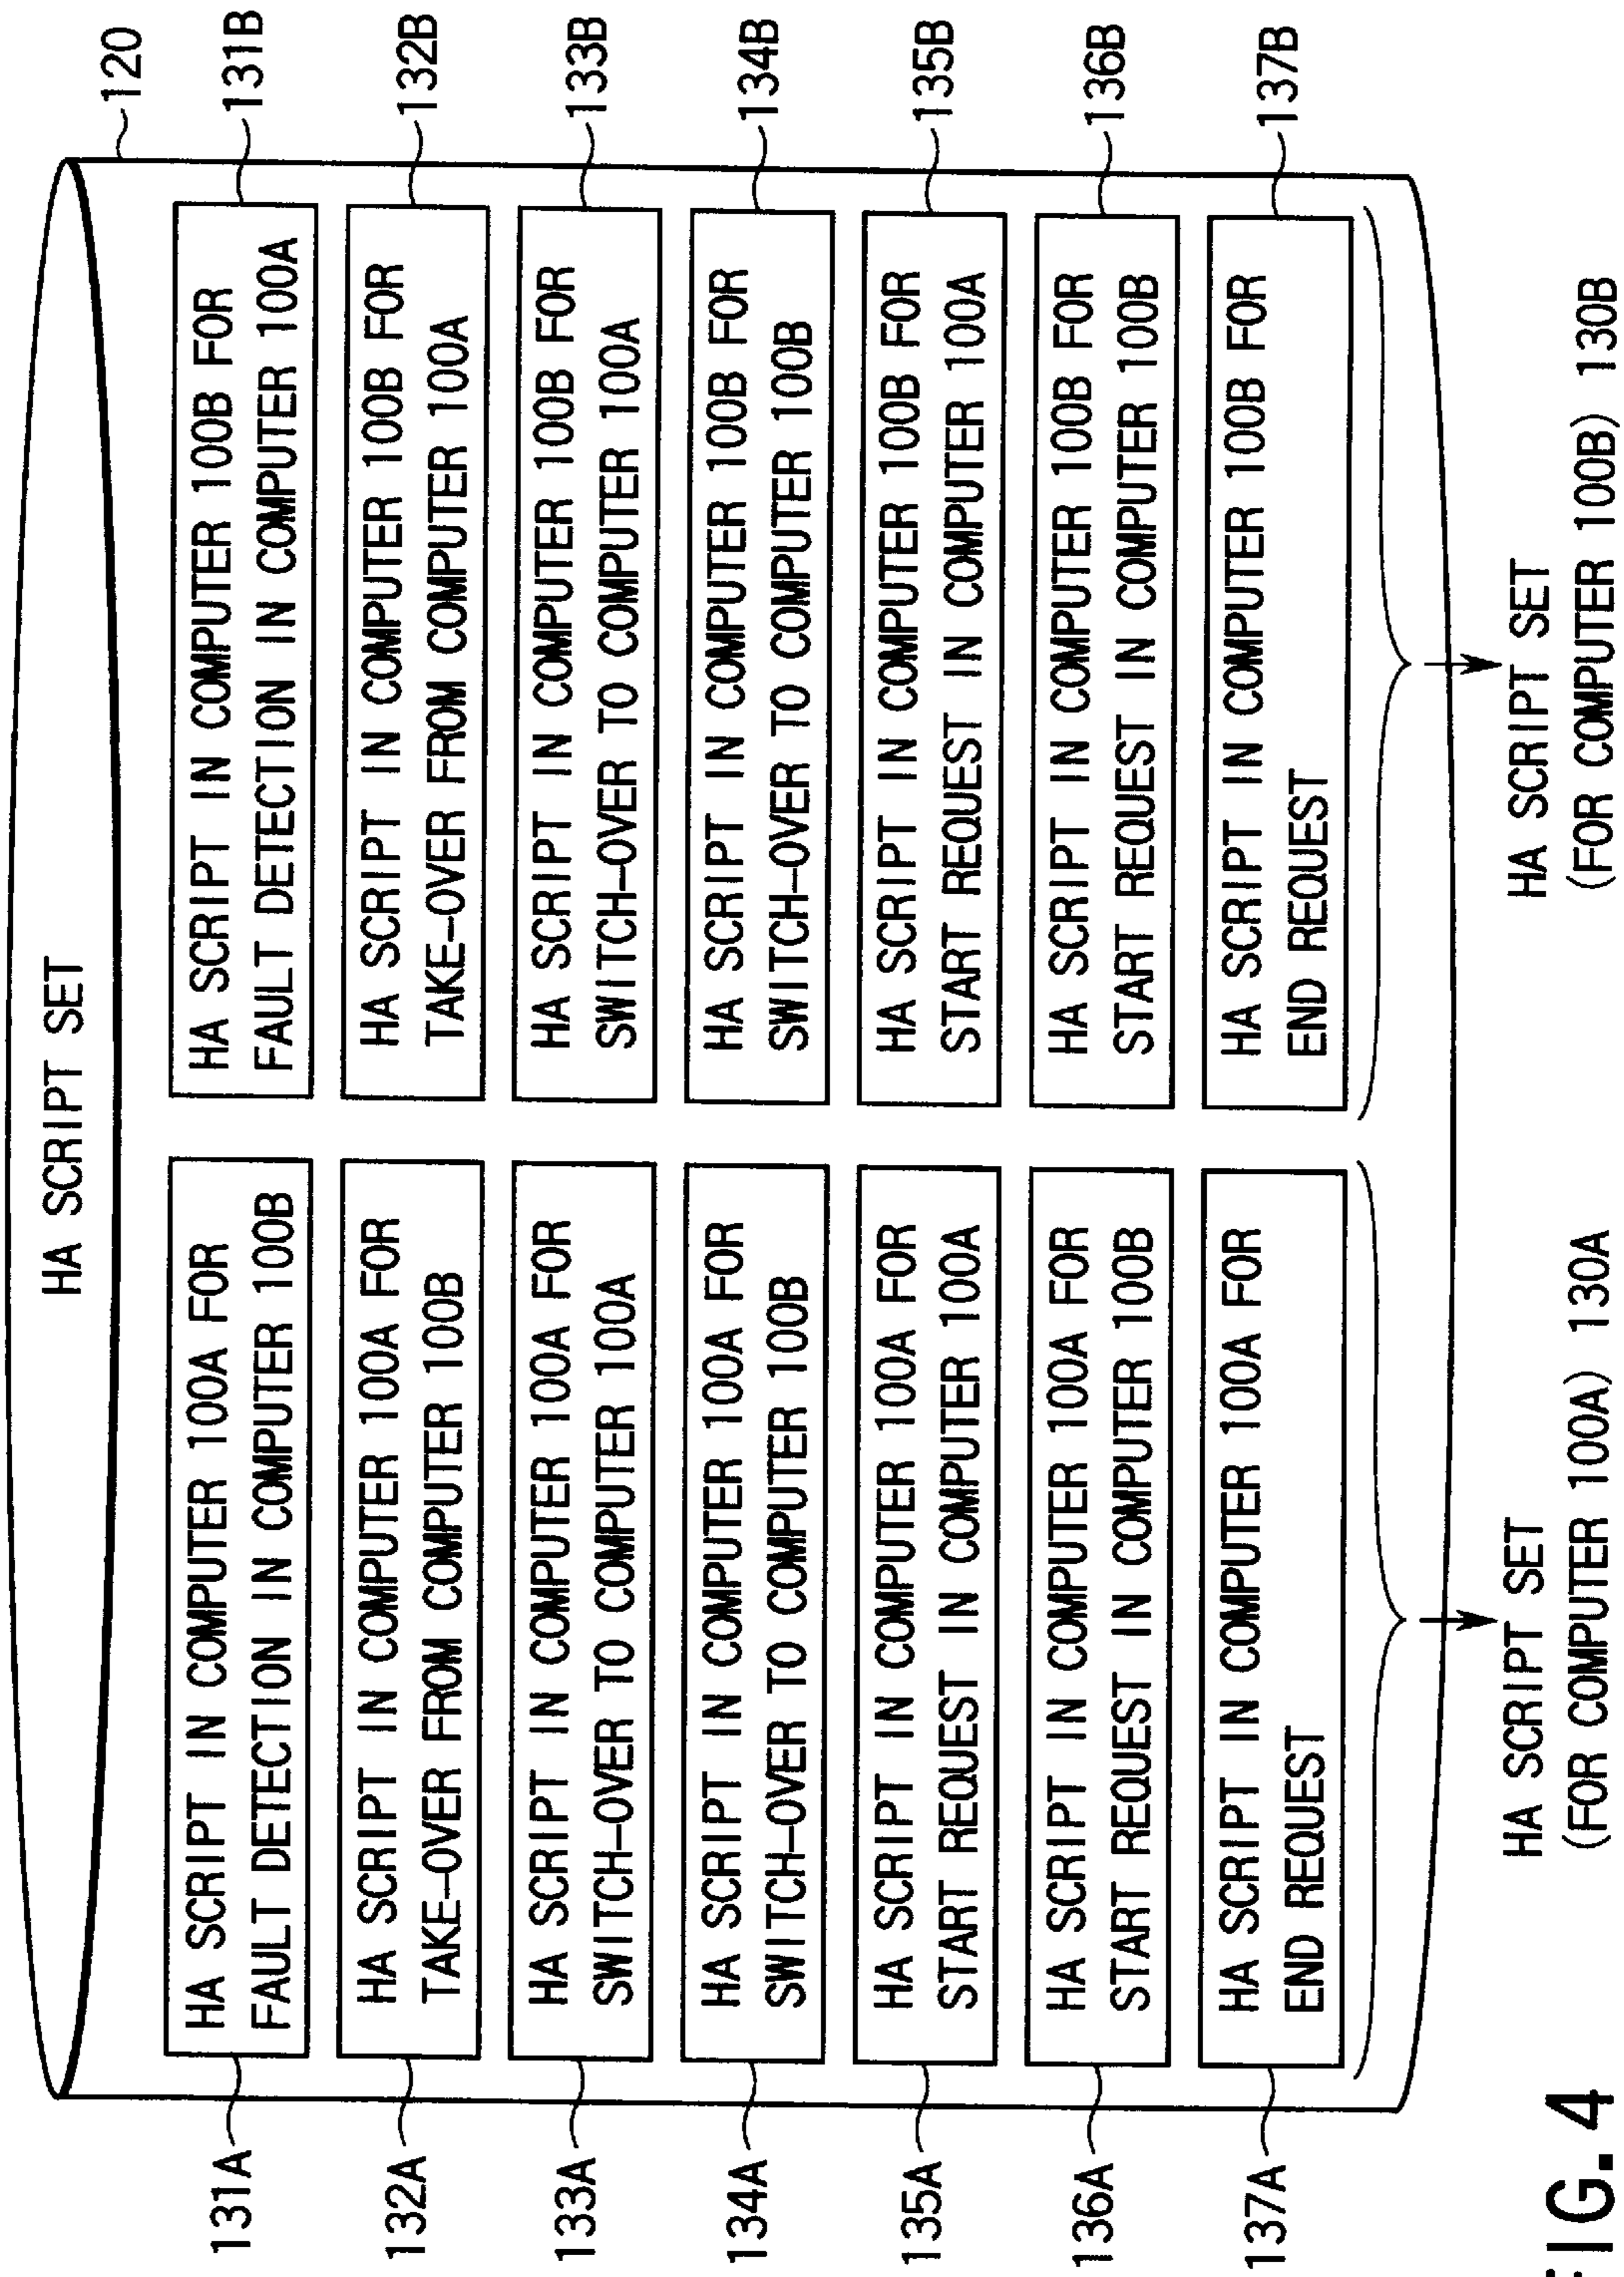 HA SCRIPT SET
120
131A
HA SCRIPT IN COMPUTER 100A FOR
FAULT DETECTION IN COMPUTER 100B
HA SCRIPT IN COMPUTER 100B FOR
FAULT DETECTION IN COMPUTER 100A
131B
132A
HA SCRIPT IN COMPUTER 100A FOR
TAKE-OVER FROM COMPUTER 100B
HA SCRIPT IN COMPUTER 100B FOR
TAKE-OVER FROM COMPUTER 100A
132B
133A
HA SCRIPT IN COMPUTER 100A FOR
SWITCH-OVER TO COMPUTER 100A
HA SCRIPT IN COMPUTER 100B FOR
SWITCH-OVER TO COMPUTER 100A
133B
134A
HA SCRIPT IN COMPUTER 100A FOR
SWITCH-OVER TO COMPUTER 100B
HA SCRIPT IN COMPUTER 100B FOR
SWITCH-OVER TO COMPUTER 100B
134B
135A
HA SCRIPT IN COMPUTER 100A FOR
START REQUEST IN COMPUTER 100A
HA SCRIPT IN COMPUTER 100B FOR
START REQUEST IN COMPUTER 100A
135B
136A
HA SCRIPT IN COMPUTER 100A FOR
START REQUEST IN COMPUTER 100B
HA SCRIPT IN COMPUTER 100B FOR
START REQUEST IN COMPUTER 100B
136B
137A
HA SCRIPT IN COMPUTER 100A FOR
END REQUEST
HA SCRIPT IN COMPUTER 100B FOR
END REQUEST
137B
HA SCRIPT SET
(FOR COMPUTER 100A) 130A
HA SCRIPT SET
(FOR COMPUTER 100B) 130B
FIG. 4